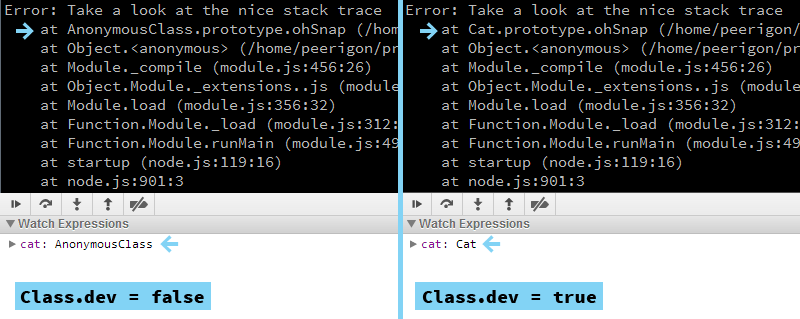 Error: Take a look at the nice stack trace
at AnonymousClass.prototype.ohSnap (/hom
at Object.<anonymous> (/home/peerigon/pr
at Module._compile (module.js:456:26)
at Object.Module._extensions..js (module
at Module.load (module.js:356:32)
at Function.Module._load (module.js:312:
at Function.Module.runMain (module.js:49
at startup (node.js:119:16)
at node.js:901:3
Watch Expressions
cat: AnonymousClass
Class.dev = false
Error: Take a look at the nice stack trace
at Cat.prototype.ohSnap (/home/peerigon/
at Object.<anonymous> (/home/peerigon/pr
at Module._compile (module.js:456:26)
at Object.Module._extensions..js (module
at Module.load (module.js:356:32)
at Function.Module._load (module.js:312:
at Function.Module.runMain (module.js:49
at startup (node.js:119:16)
at node.js:901:3
Watch Expressions
cat: Cat
Class.dev = true